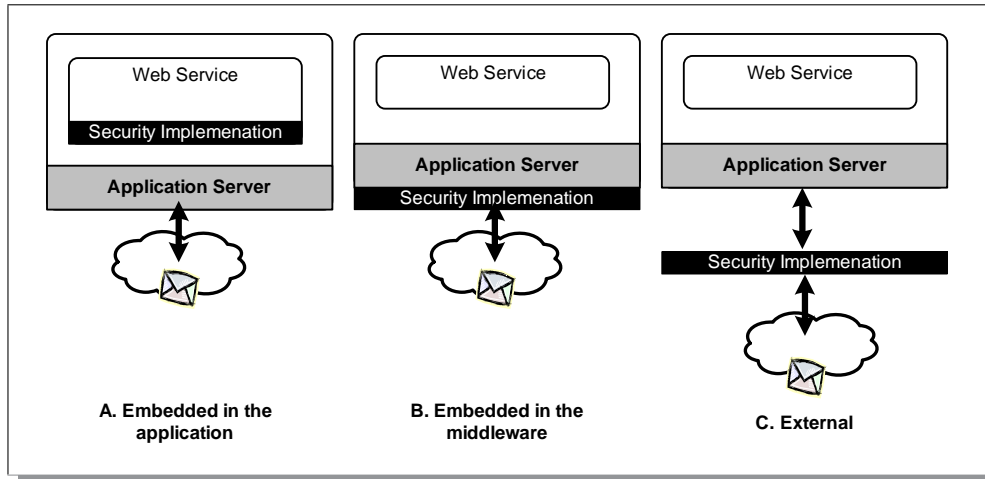 Web Service
Security Implemenation
Application Server
A. Embedded in the
application
Web Service
Application Server
Security Implemenation
B. Embedded in the
middleware
Web Service
Application Server
Security Implemenation
C. External